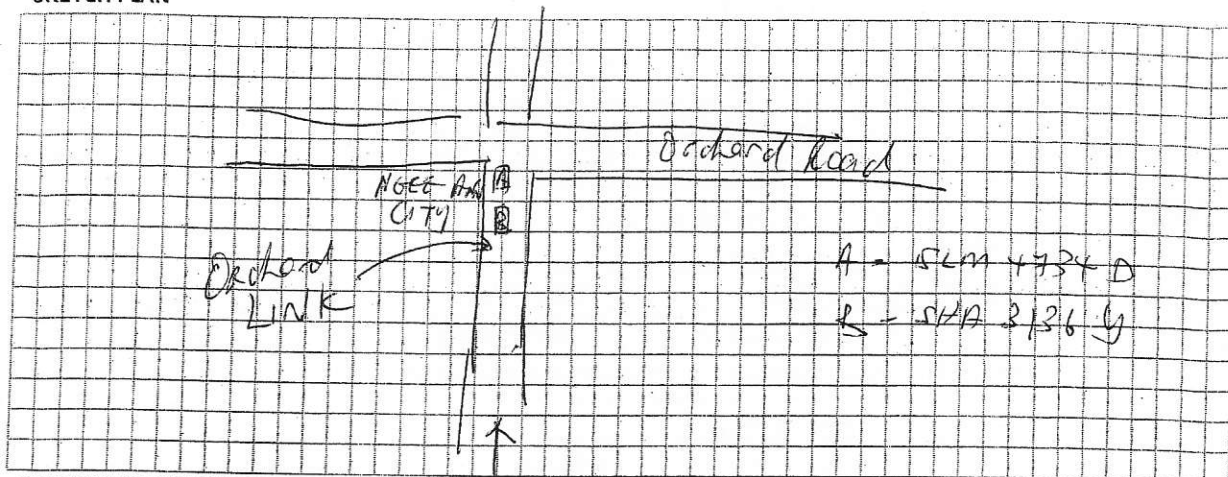 SKETCH PLAN
Orchard Road
NGEE ANN
CITY
A
B
Orchard
LINK
A - SLM 4734 D
B - SHA 3136 Y